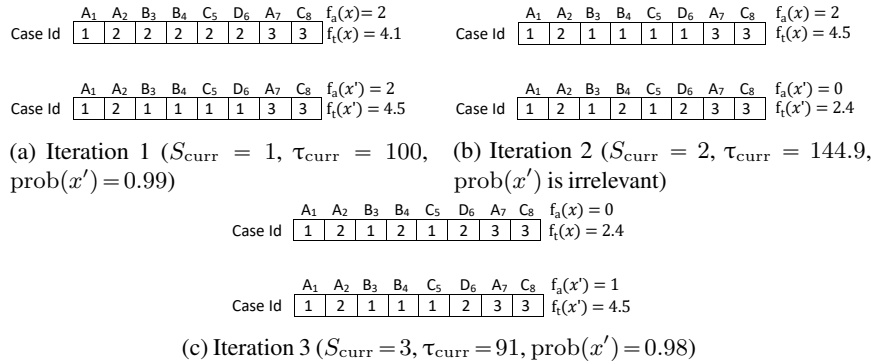 A₁ A₂ B₃ B₄ C₅ D₆ A₇ C₈ fₐ(x)= 2
Case Id 1 2 2 2 2 2 3 3 fₜ(x) = 4.1
A₁ A₂ B₃ B₄ C₅ D₆ A₇ C₈ fₐ(x') = 2
Case Id 1 2 1 1 1 1 3 3 fₜ(x') = 4.5
(a) Iteration 1 (S_curr = 1, τ_curr = 100,
prob(x′) = 0.99)
A₁ A₂ B₃ B₄ C₅ D₆ A₇ C₈ fₐ(x) = 2
Case Id 1 2 1 1 1 1 3 3 fₜ(x) = 4.5
A₁ A₂ B₃ B₄ C₅ D₆ A₇ C₈ fₐ(x') = 0
Case Id 1 2 1 2 1 2 3 3 fₜ(x') = 2.4
(b) Iteration 2 (S_curr = 2, τ_curr = 144.9,
prob(x′) is irrelevant)
A₁ A₂ B₃ B₄ C₅ D₆ A₇ C₈ fₐ(x) = 0
Case Id 1 2 1 2 1 2 3 3 fₜ(x) = 2.4
A₁ A₂ B₃ B₄ C₅ D₆ A₇ C₈ fₐ(x') = 1
Case Id 1 2 1 1 1 2 3 3 fₜ(x') = 4.5
(c) Iteration 3 (S_curr = 3, τ_curr = 91, prob(x′) = 0.98)